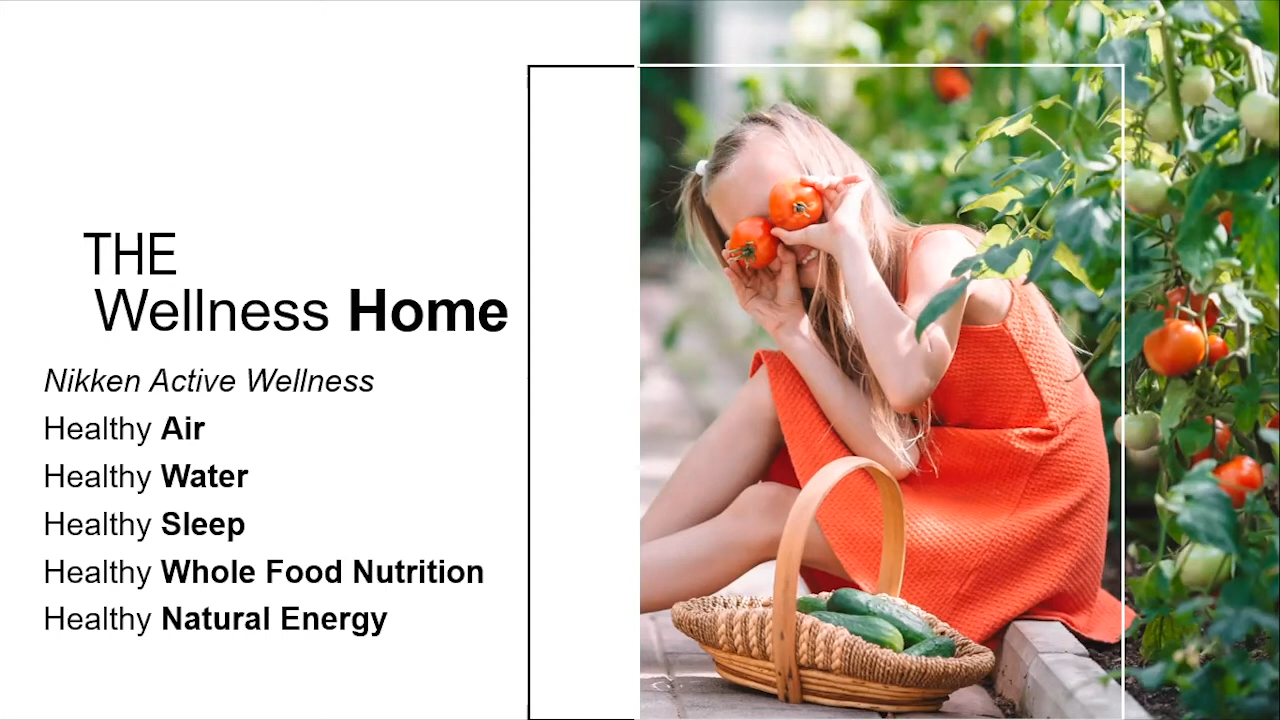 THE
Wellness Home
Nikken Active Wellness
Healthy Air
Healthy Water
Healthy Sleep
Healthy Whole Food Nutrition
Healthy Natural Energy